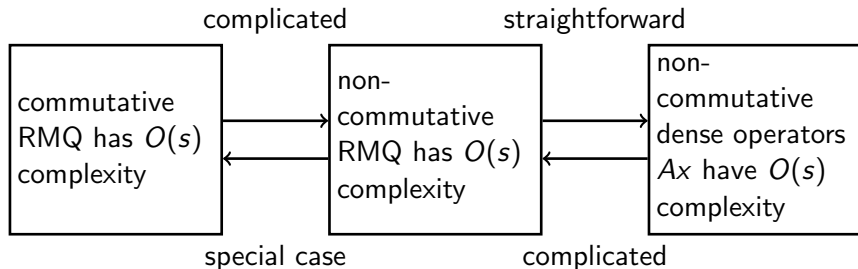 complicated
straightforward
commutative
RMQ has O(s)
complexity
non-
commutative
RMQ has O(s)
complexity
non-
commutative
dense operators
Ax have O(s)
complexity
special case
complicated